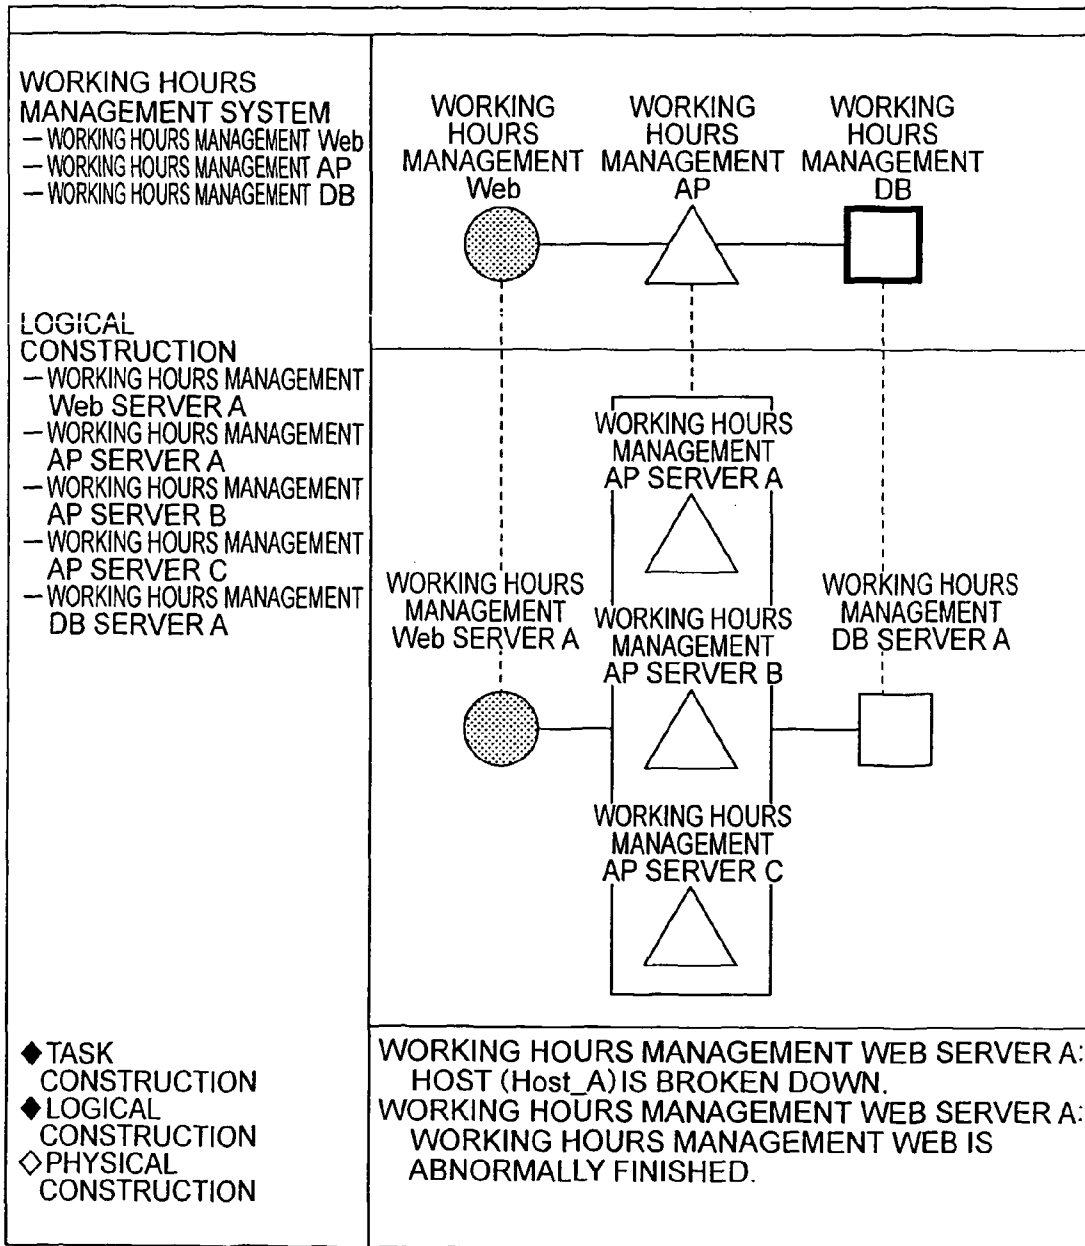 WORKING HOURS
MANAGEMENT SYSTEM
— WORKING HOURS MANAGEMENT Web
— WORKING HOURS MANAGEMENT AP
— WORKING HOURS MANAGEMENT DB
LOGICAL
CONSTRUCTION
— WORKING HOURS MANAGEMENT
Web SERVER A
— WORKING HOURS MANAGEMENT
AP SERVER A
— WORKING HOURS MANAGEMENT
AP SERVER B
— WORKING HOURS MANAGEMENT
AP SERVER C
— WORKING HOURS MANAGEMENT
DB SERVER A
◆TASK
CONSTRUCTION
◆LOGICAL
CONSTRUCTION
◇PHYSICAL
CONSTRUCTION
WORKING
HOURS
MANAGEMENT
Web
WORKING
HOURS
MANAGEMENT
AP
WORKING
HOURS
MANAGEMENT
DB
WORKING HOURS
MANAGEMENT
AP SERVER A
WORKING HOURS
MANAGEMENT
Web SERVER A
WORKING HOURS
MANAGEMENT
AP SERVER B
WORKING HOURS
MANAGEMENT
DB SERVER A
WORKING HOURS
MANAGEMENT
AP SERVER C
WORKING HOURS MANAGEMENT WEB SERVER A:
HOST (Host_A) IS BROKEN DOWN.
WORKING HOURS MANAGEMENT WEB SERVER A:
WORKING HOURS MANAGEMENT WEB IS
ABNORMALLY FINISHED.